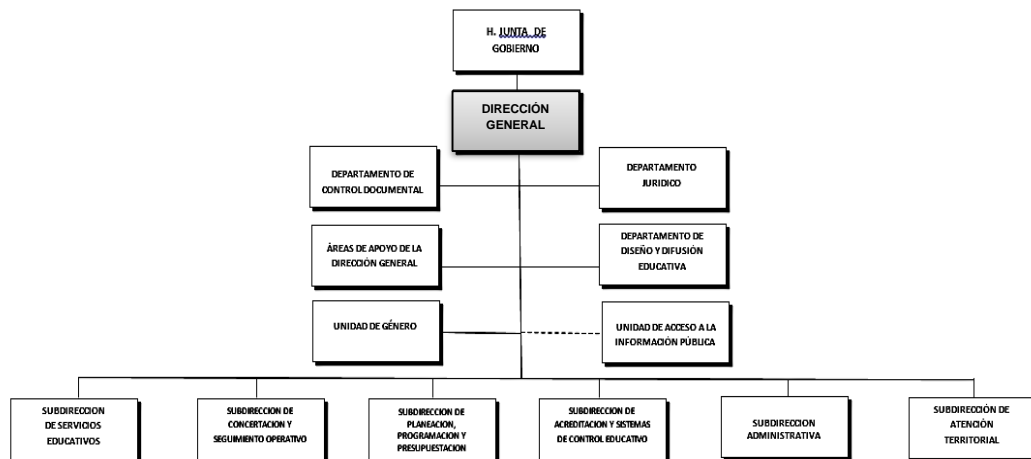 H. JUNTA DE
GOBIERNO
DIRECCIÓN
GENERAL
DEPARTAMENTO DE
CONTROL DOCUMENTAL
DEPARTAMENTO
JURIDICO
ÁREAS DE APOYO DE LA
DIRECCIÓN GENERAL
DEPARTAMENTO DE
DISEÑO Y DIFUSIÓN
EDUCATIVA
UNIDAD DE GÉNERO
UNIDAD DE ACCESO A LA
INFORMACIÓN PÚBLICA
SUBDIRECCION
DE SERVICIOS
EDUCATIVOS
SUBDIRECCION DE
CONCERTACION Y
SEGUIMIENTO OPERATIVO
SUBDIRECCION DE
PLANEACION,
PROGRAMACION Y
PRESUPUESTACION
SUBDIRECCION DE
ACREDITACION Y SISTEMAS
DE CONTROL EDUCATIVO
SUBDIRECCION
ADMINISTRATIVA
SUBDIRECCIÓN DE
ATENCIÓN
TERRITORIAL